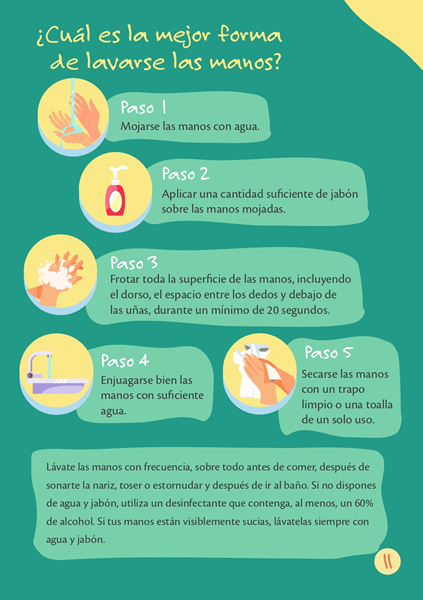 ¿Cuál es la mejor forma
de lavarse las manos?
Paso 1
Mojarse las manos con agua.
Paso 2
Aplicar una cantidad suficiente de jabón
sobre las manos mojadas.
Paso 3
Frotar toda la superficie de las manos, incluyendo
el dorso, el espacio entre los dedos y debajo de
las uñas, durante un mínimo de 20 segundos.
Paso 4
Enjuagarse bien las
manos con suficiente
agua.
Paso 5
Secarse las manos
con un trapo
limpio o una toalla
de un solo uso.
Lávate las manos con frecuencia, sobre todo antes de comer, después de
sonarte la nariz, toser o estornudar y después de ir al baño. Si no dispones
de agua y jabón, utiliza un desinfectante que contenga, al menos, un 60%
de alcohol. Si tus manos están visiblemente sucias, lávatelas siempre con
agua y jabón.
11